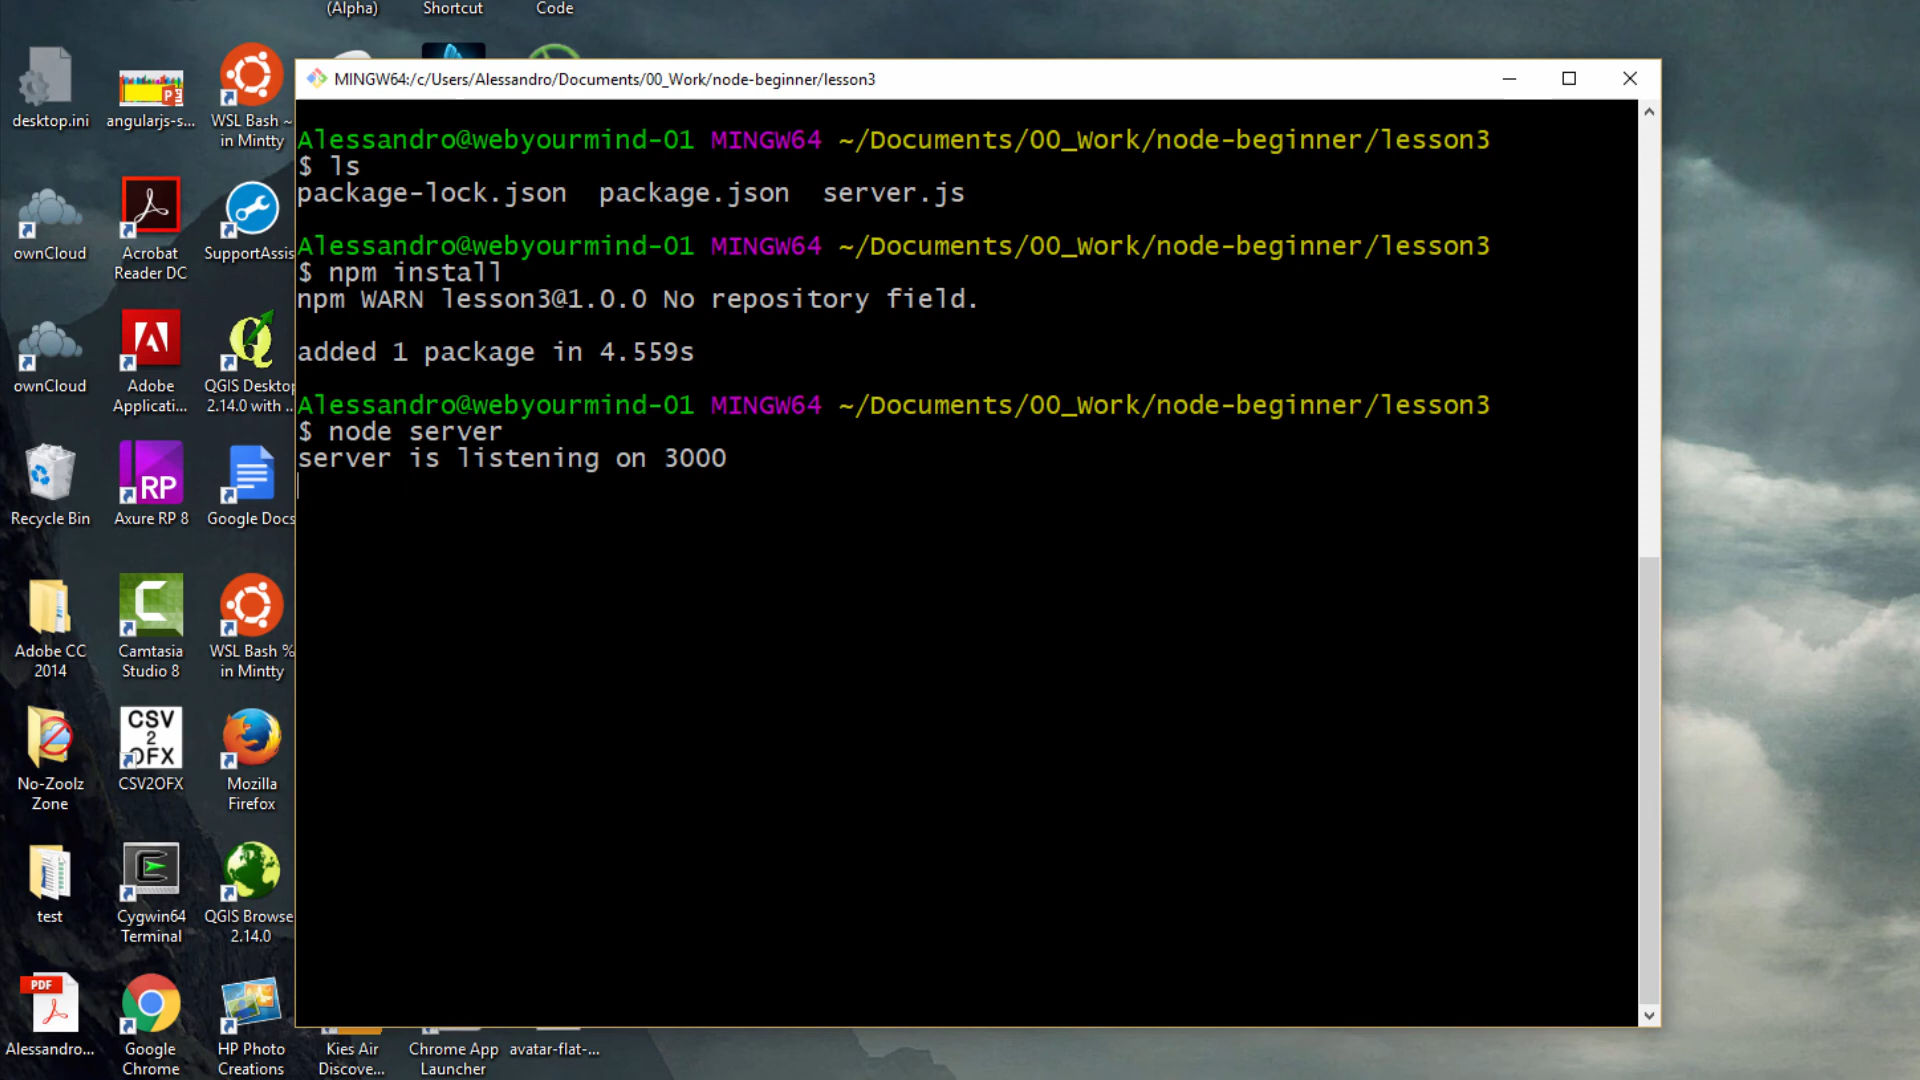 (Alpha)
Shortcut
Code
MINGW64:/c/Users/Alessandro/Documents/00_Work/node-beginner/lesson3
Alessandro@webyourmind-01 MINGW64 ~/Documents/00_Work/node-beginner/lesson3
$ ls
package-lock.json  package.json  server.js
Alessandro@webyourmind-01 MINGW64 ~/Documents/00_Work/node-beginner/lesson3
$ npm install
npm WARN lesson3@1.0.0 No repository field.
added 1 package in 4.559s
Alessandro@webyourmind-01 MINGW64 ~/Documents/00_Work/node-beginner/lesson3
$ node server
server is listening on 3000
desktop.ini
angularjs-s...
WSL Bash ~
in Mintty
ownCloud
Acrobat
Reader DC
SupportAssis
ownCloud
Adobe
Applicati...
QGIS Desktop
2.14.0 with ...
Recycle Bin
RP
Axure RP 8
Google Docs
Adobe CC
2014
Camtasia
Studio 8
WSL Bash %
in Mintty
No-Zoolz
Zone
CSV
2
OFX
CSV2OFX
Mozilla
Firefox
test
Cygwin64
Terminal
QGIS Browse
2.14.0
PDF
Alessandro...
Google
Chrome
HP Photo
Creations
Kies Air
Discove...
Chrome App
Launcher
avatar-flat-...